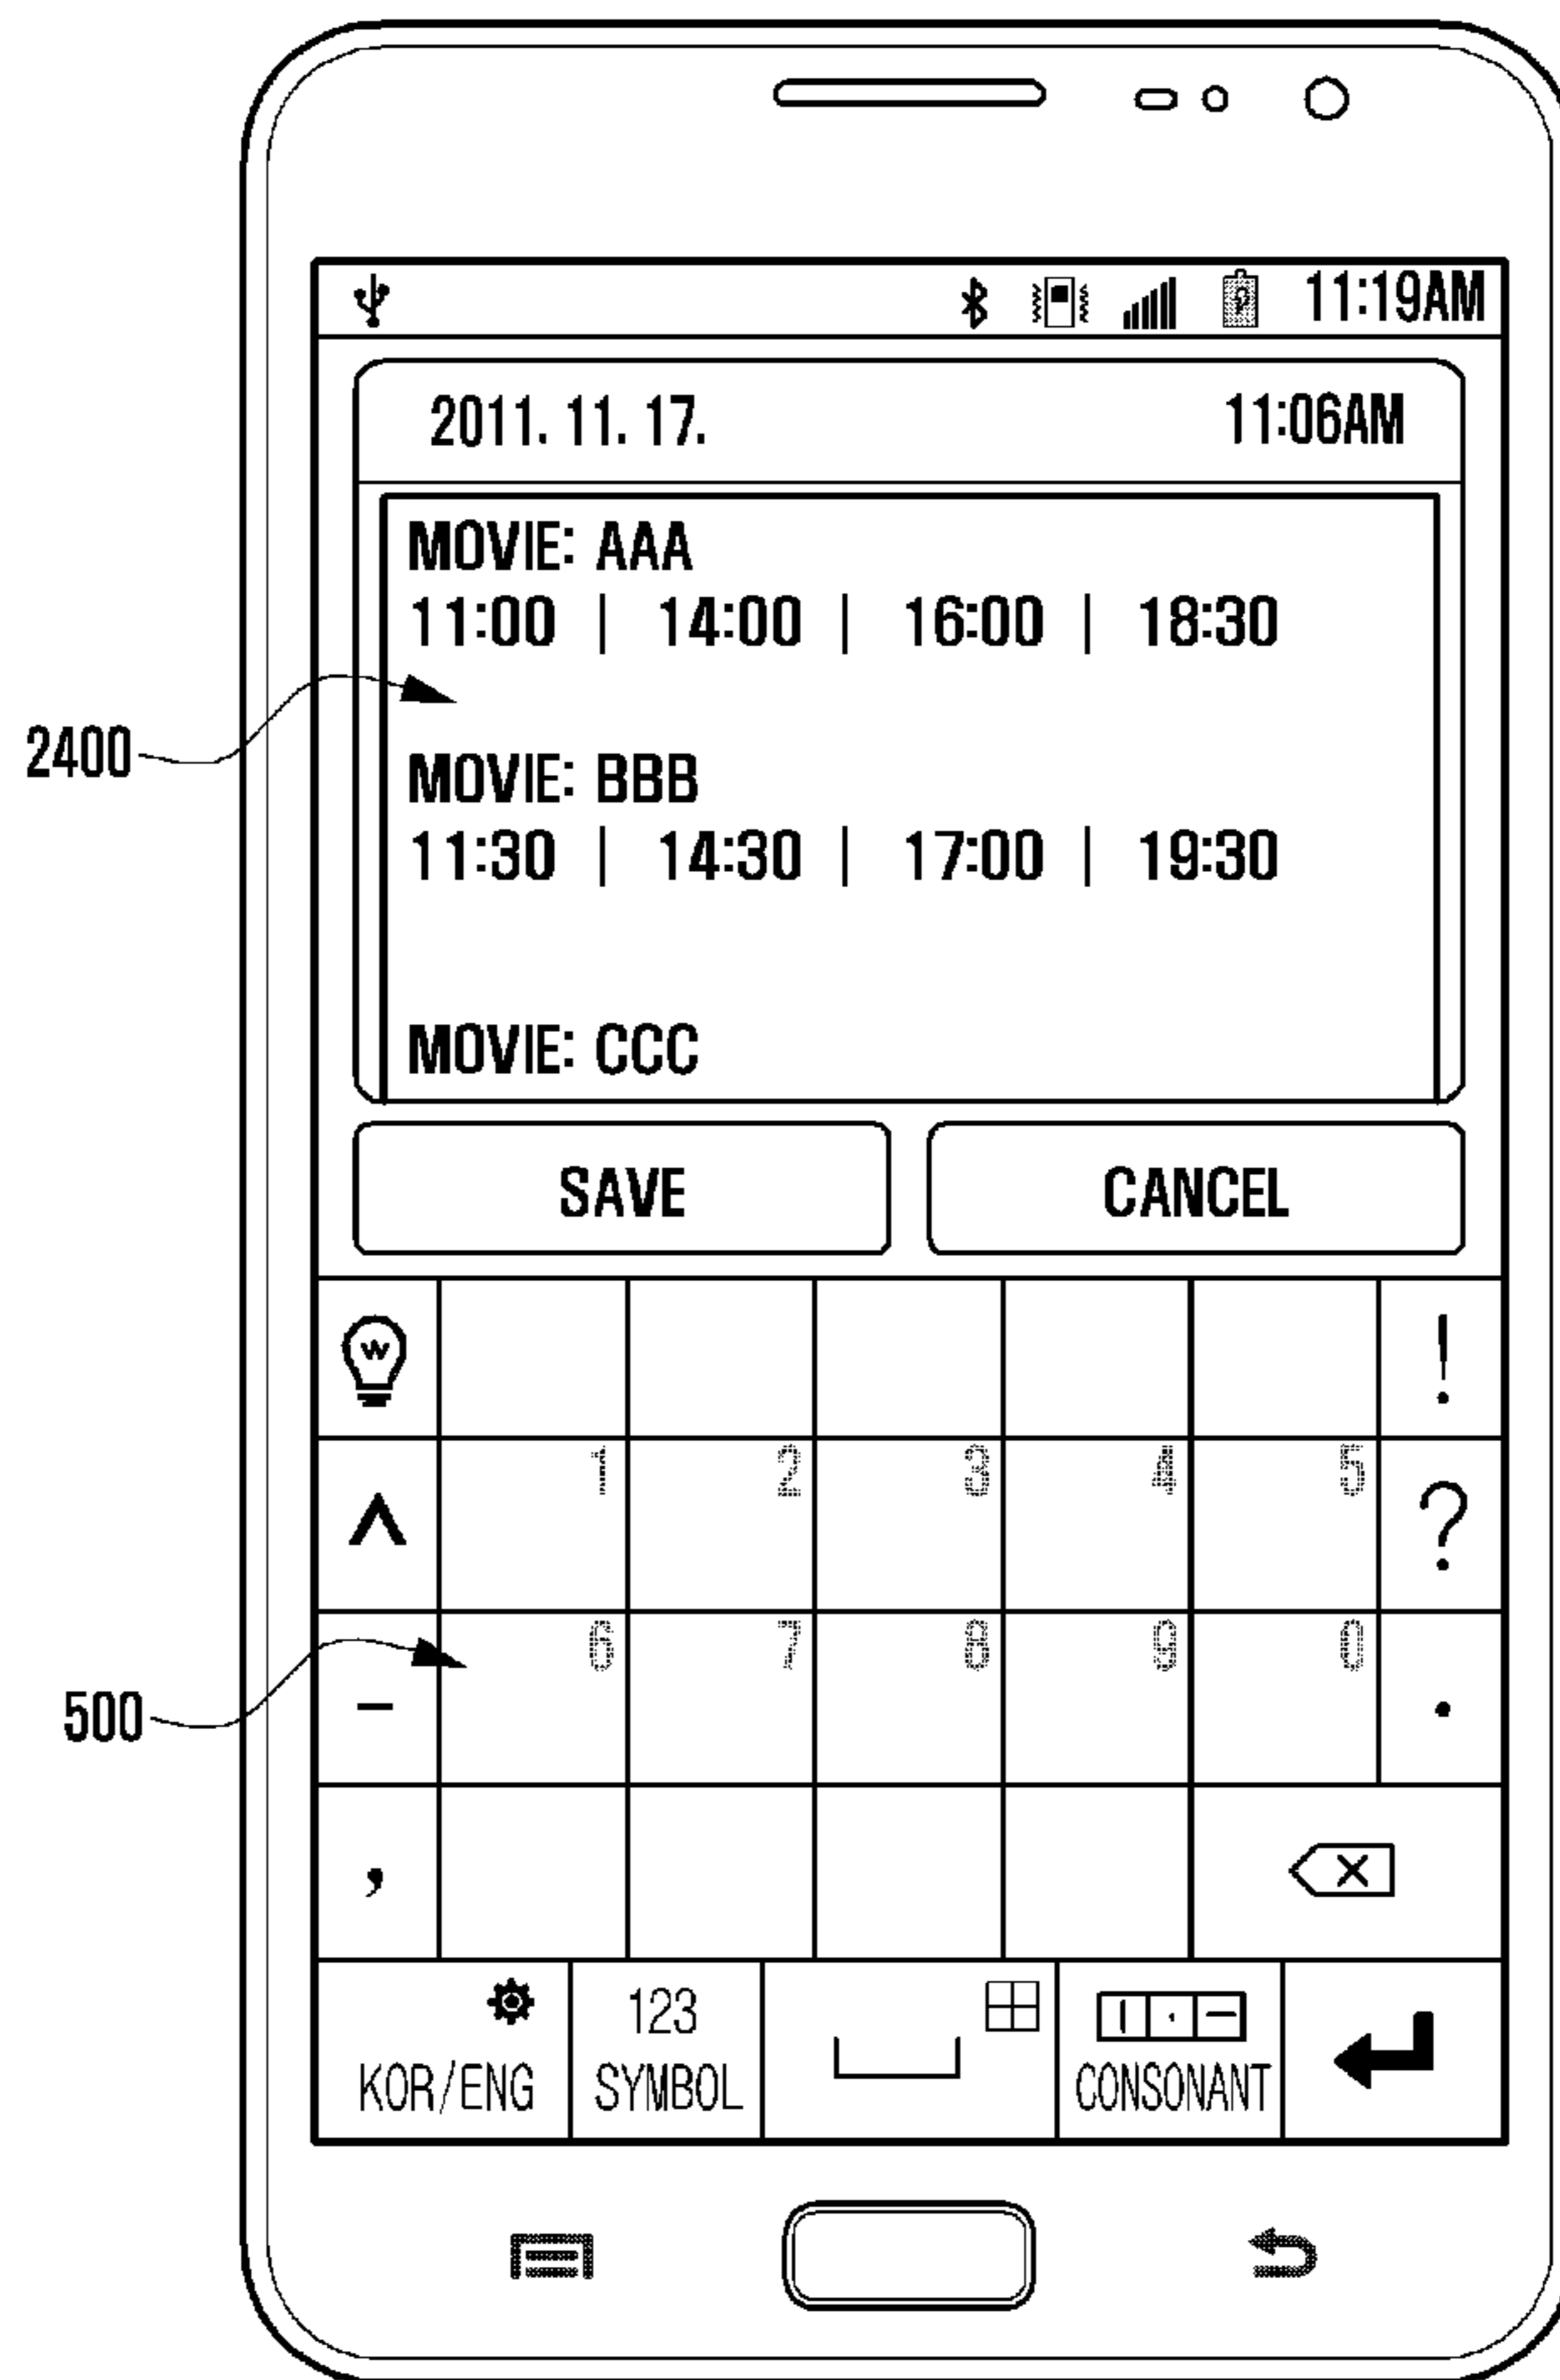 11:19AM
2011. 11. 17. 11:06AM
MOVIE: AAA
11:00 | 14:00 | 16:00 | 18:30
2400
MOVIE: BBB
11:30 | 14:30 | 17:00 | 19:30
MOVIE: CCC
SAVE CANCEL
W !
1 2 3 4 5 ?
6 7 8 9 0
500
- .
,
123
KOR/ENG SYMBOL CONSONANT